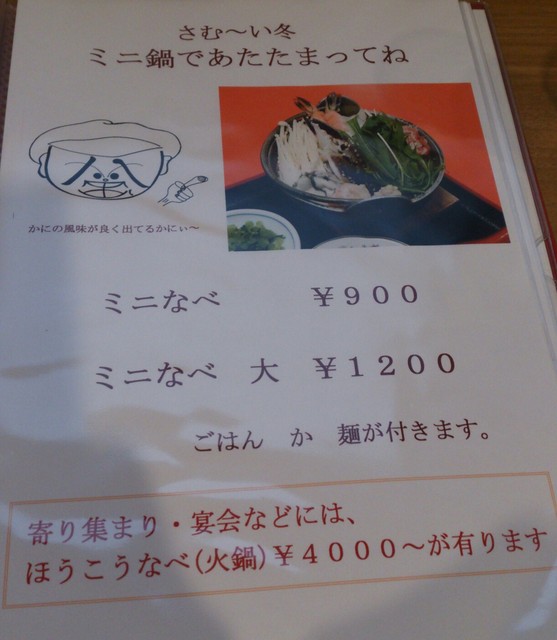 さむ～い冬
ミニ鍋であたたまってね
かにの風味が良く出てるかにぃ～
ミニなべ　￥９００
ミニなべ　大　￥１２００
ごはん　か　麺が付きます。
寄り集まり・宴会などには、
ほうこうなべ(火鍋)￥４０００～が有ります